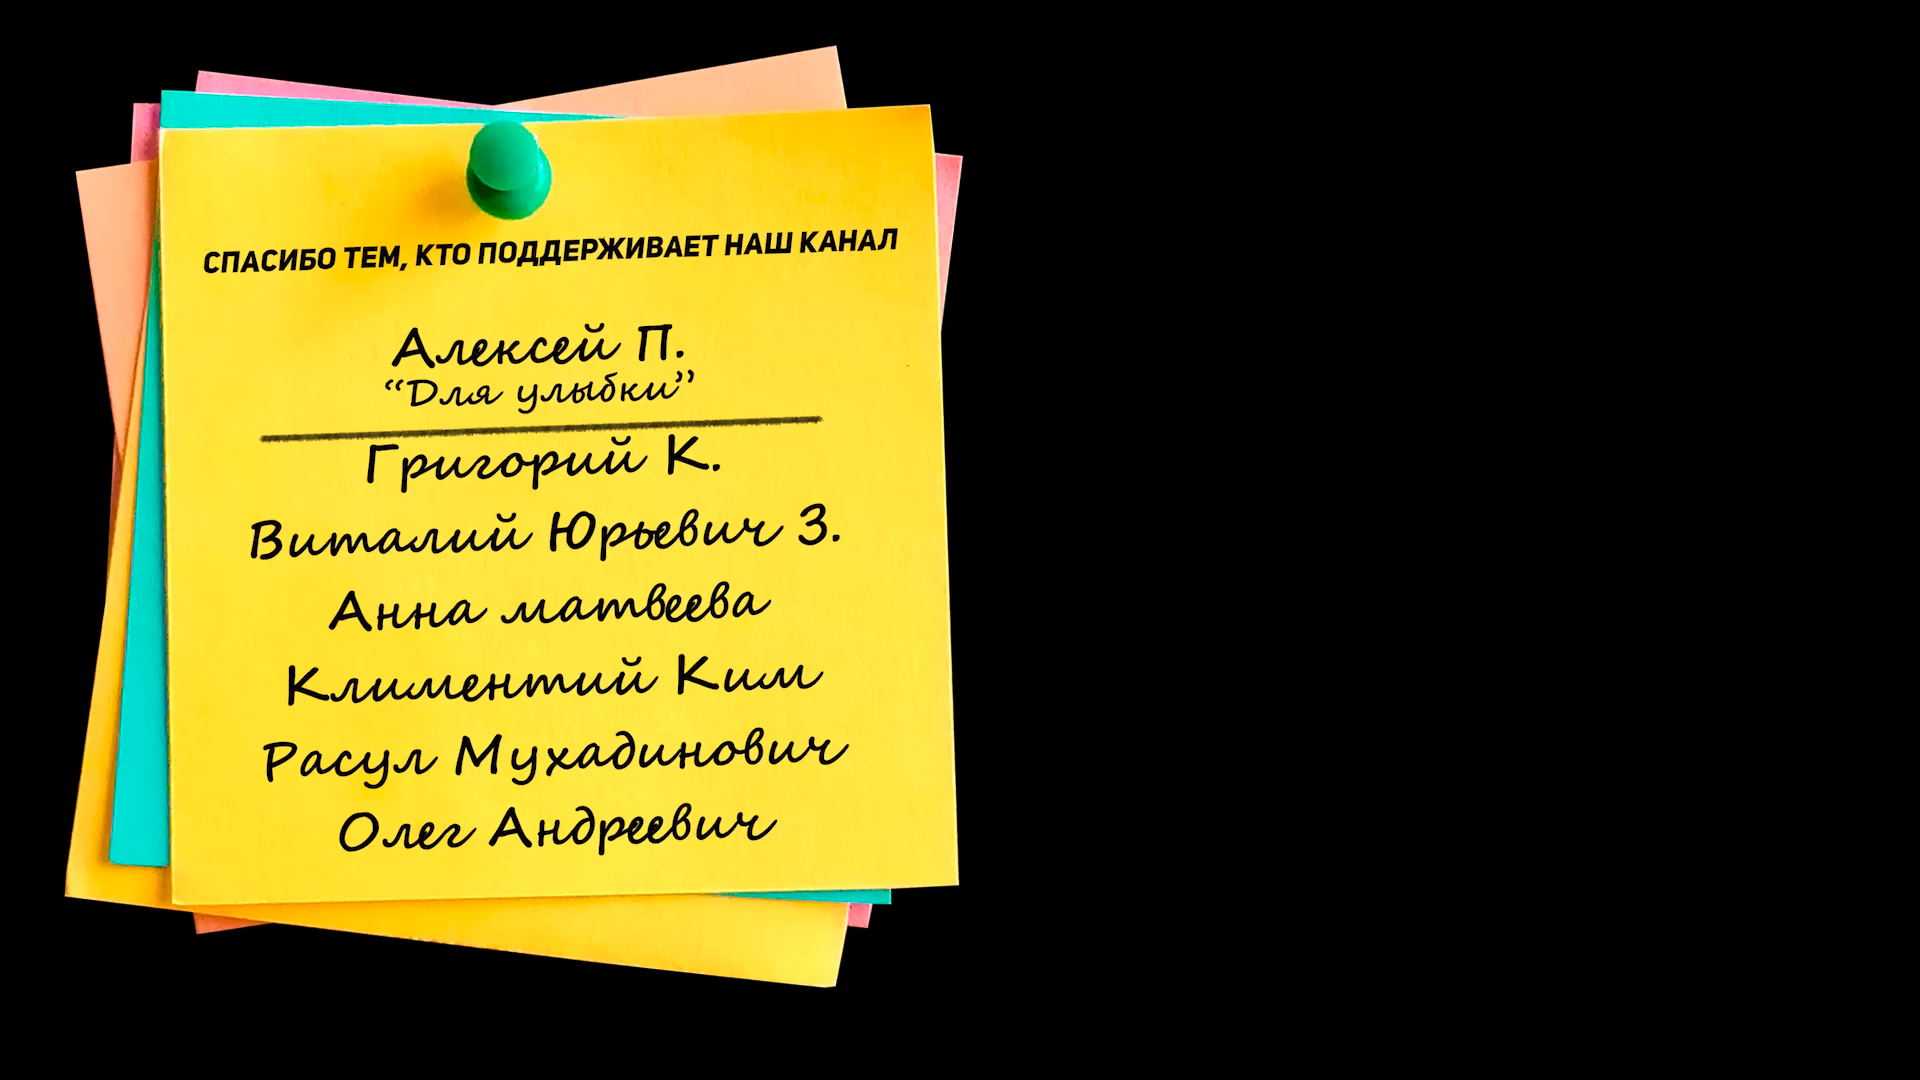 СПАСИБО ТЕМ, КТО ПОДДЕРЖИВАЕТ НАШ КАНАЛ
Алексей П.
“Для улыбки”
Григорий К.
Виталий Юрьевич З.
Анна матвеева
Климентий Ким
Расул Мухадинович
Олег Андреевич